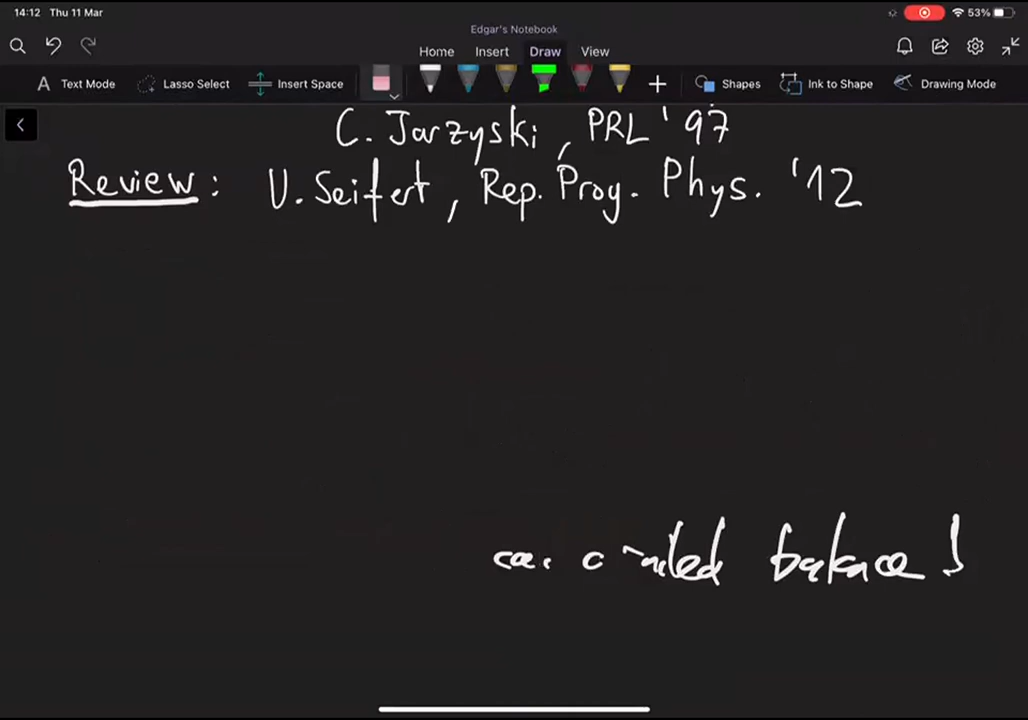 14:12 Thu 11 Mar
53%
Edgar's Notebook
Home Insert Draw View
A Text Mode Lasso Select Insert Space Shapes Ink to Shape Drawing Mode
C. Jarzyski, PRL '97
Review: U. Seifert, Rep. Prog. Phys. '12
balance!